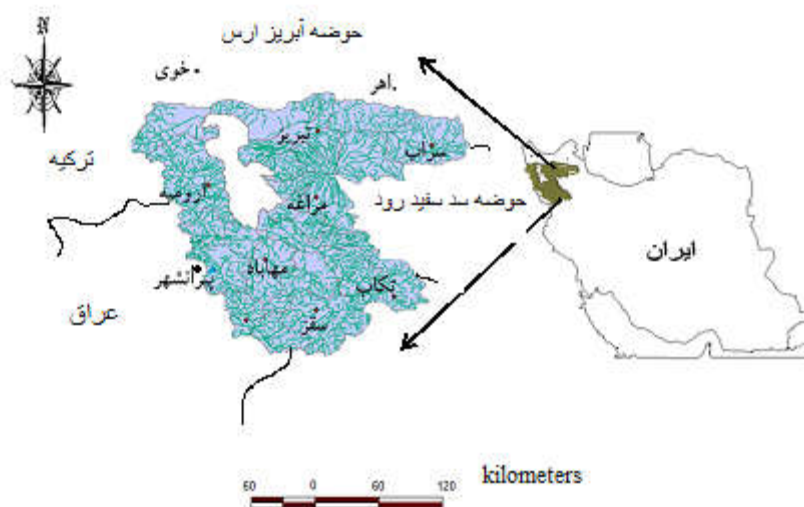 N
حوضه آبریز ارس
خوی
اهر
تبریز
سراب
ترکیه
ارومیه
مراغه
حوضه سد سفید رود
ایران
مهاباد
پیرانشهر
تکاب
عراق
سقز
kilometers
60 0 60 120